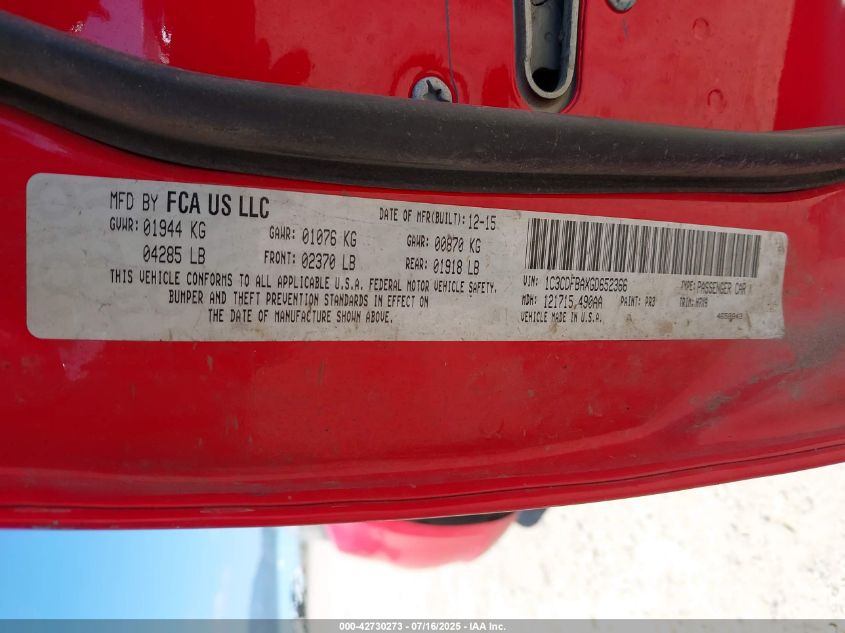 MFD BY FCA US LLC
DATE OF MFR(BUILT): 12-15
GVWR: 01944 KG
04285 LB
GAWR: 01076 KG
FRONT: 02370 LB
GAWR: 00870 KG
REAR: 01918 LB
THIS VEHICLE CONFORMS TO ALL APPLICABLE U.S.A. FEDERAL MOTOR VEHICLE SAFETY,
BUMPER AND THEFT PREVENTION STANDARDS IN EFFECT ON
THE DATE OF MANUFACTURE SHOWN ABOVE.
VIN: 1C3CDFBAXGD652366
TYPE: PASSENGER CAR
MDH: 121715,490AA
PAINT: PR3
VEHICLE MADE IN U.S.A.
000-42730273 - 07/16/2025 - IAA Inc.